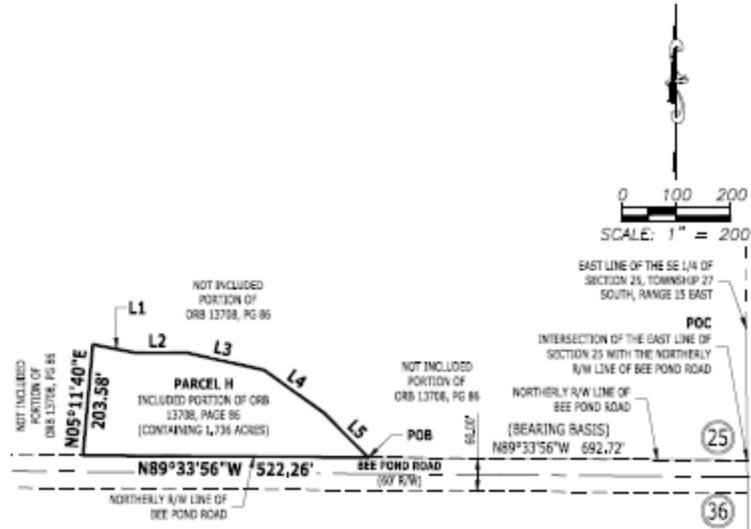 0 100 200
SCALE: 1" = 200
EAST LINE OF THE SE 1/4 OF
SECTION 25, TOWNSHIP 27
SOUTH, RANGE 15 EAST
POC
INTERSECTION OF THE EAST LINE OF
SECTION 25 WITH THE NORTHERLY
R/W LINE OF BEE POND ROAD
NORTHERLY R/W LINE OF
BEE POND ROAD
(BEARING BASIS)
N89°33'56"W 692.72'
25
36
NOT INCLUDED
PORTION OF
ORB 13708, PG 86
L1
L2
L3
L4
L5
NOT INCLUDED
PORTION OF
ORB 13708, PG 86
N05°11'40"E
203.58'
PARCEL H
INCLUDED PORTION OF ORB
13708, PAGE 86
(CONTAINING 1.736 ACRES)
NOT INCLUDED
PORTION OF
ORB 13708, PG 86
POB
60.00'
N89°33'56"W 522.26'
BEE POND ROAD
(60' R/W)
NORTHERLY R/W LINE OF
BEE POND ROAD